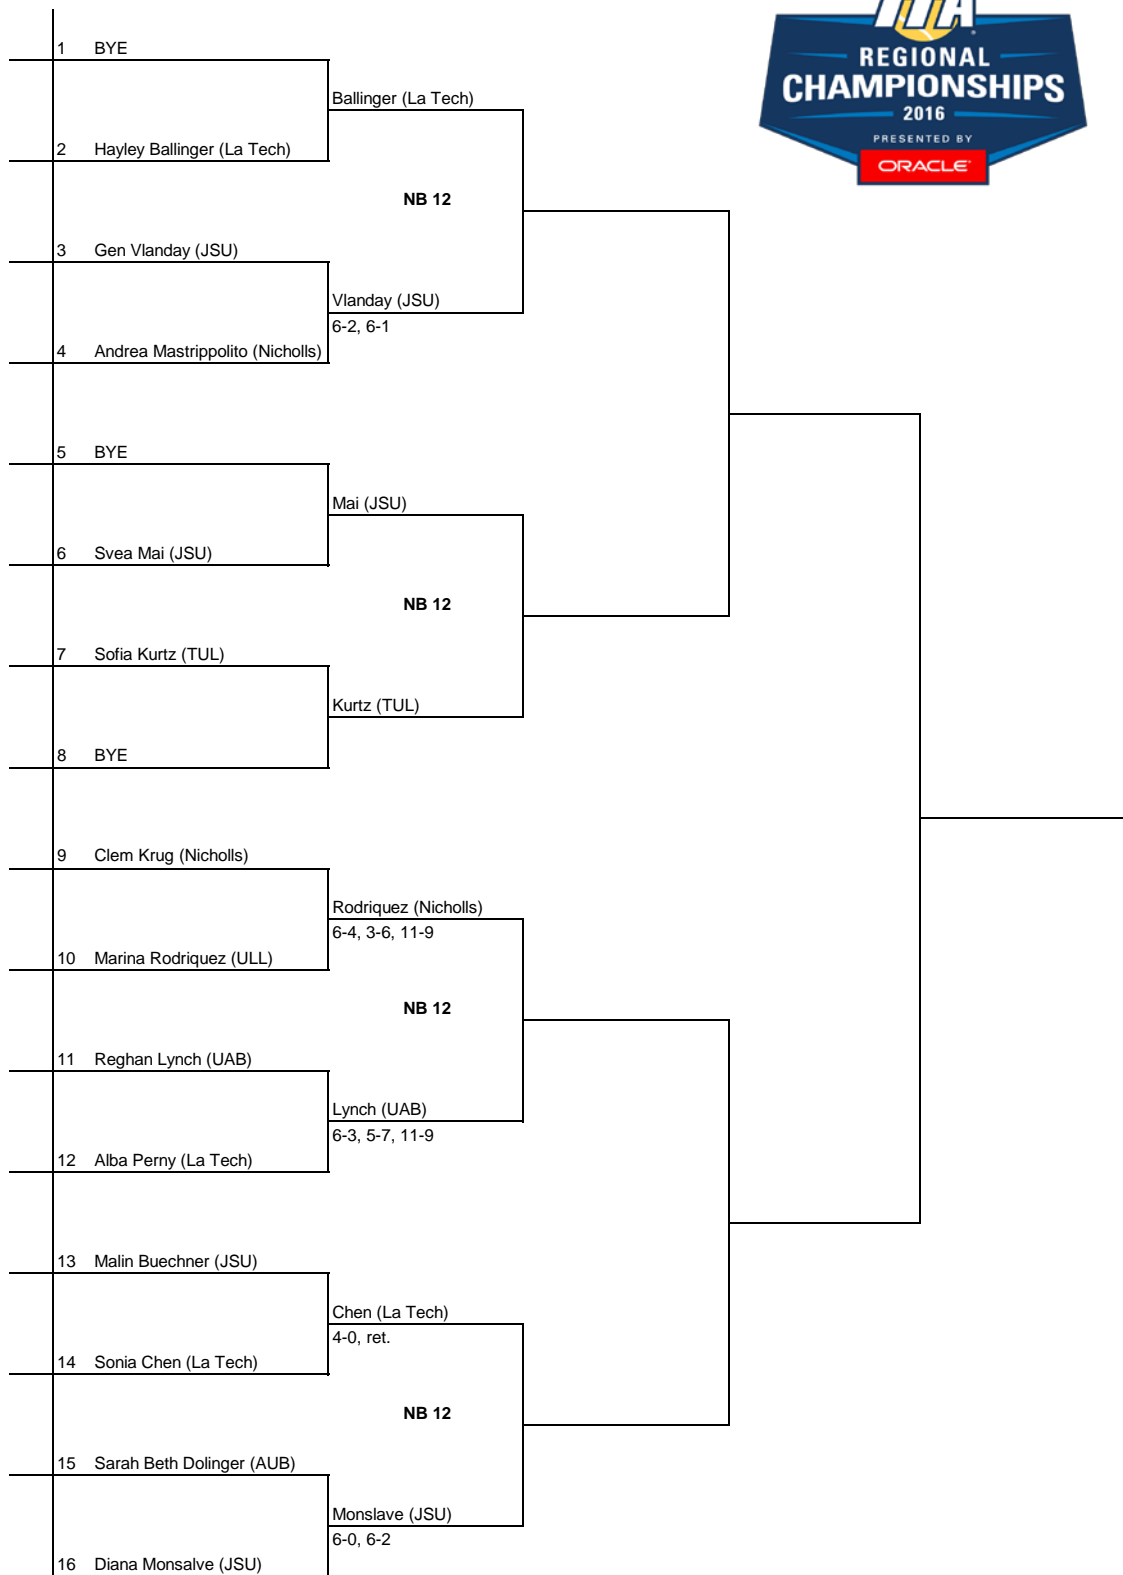 ITA
REGIONAL
CHAMPIONSHIPS
2016
PRESENTED BY
ORACLE
1 BYE
Ballinger (La Tech)
2 Hayley Ballinger (La Tech)
NB 12
3 Gen Vlanday (JSU)
Vlanday (JSU)
6-2, 6-1
4 Andrea Mastrippolito (Nicholls)
5 BYE
Mai (JSU)
6 Svea Mai (JSU)
NB 12
7 Sofia Kurtz (TUL)
Kurtz (TUL)
8 BYE
9 Clem Krug (Nicholls)
Rodriquez (Nicholls)
6-4, 3-6, 11-9
10 Marina Rodriquez (ULL)
NB 12
11 Reghan Lynch (UAB)
Lynch (UAB)
6-3, 5-7, 11-9
12 Alba Perny (La Tech)
13 Malin Buechner (JSU)
Chen (La Tech)
4-0, ret.
14 Sonia Chen (La Tech)
NB 12
15 Sarah Beth Dolinger (AUB)
Monslave (JSU)
6-0, 6-2
16 Diana Monsalve (JSU)